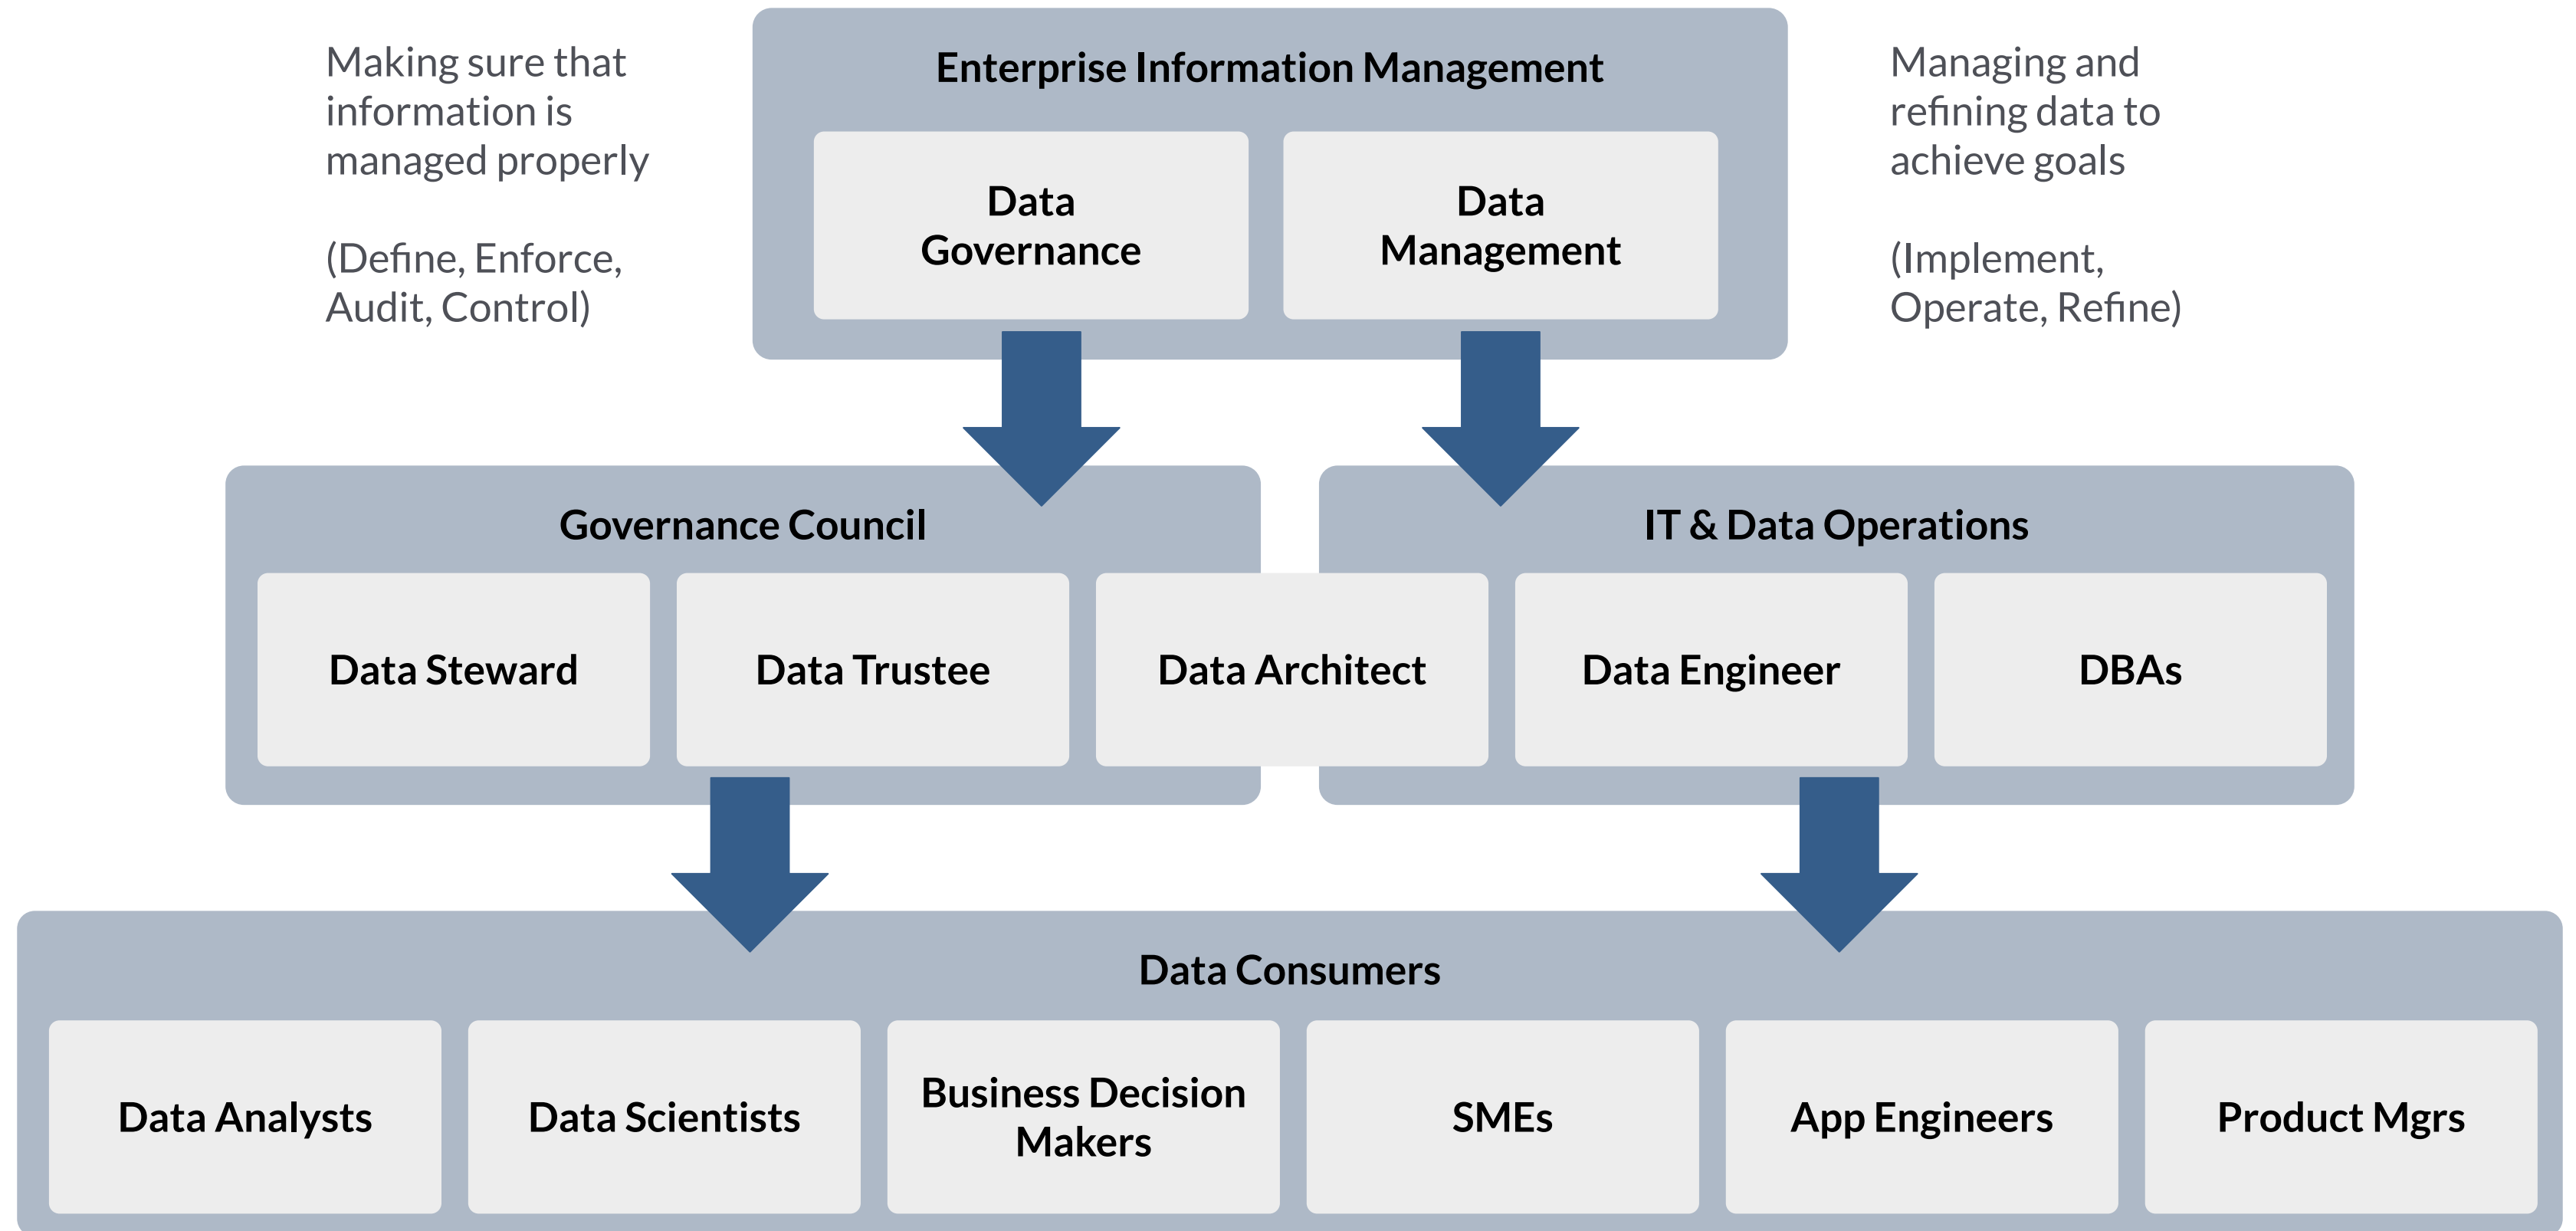 Making sure that
information is
managed properly
(Define, Enforce,
Audit, Control)
Enterprise Information Management
Data
Governance
Data
Management
Managing and
refining data to
achieve goals
(Implement,
Operate, Refine)
Governance Council
IT & Data Operations
Data Steward
Data Trustee
Data Architect
Data Engineer
DBAs
Data Consumers
Data Analysts
Data Scientists
Business Decision
Makers
SMEs
App Engineers
Product Mgrs